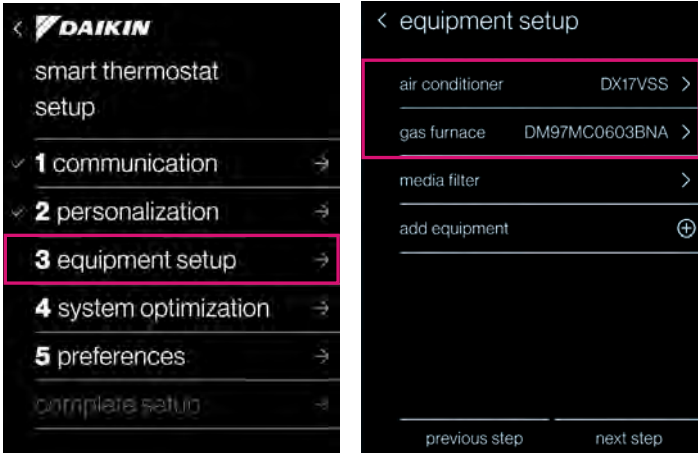 DAIKIN
smart thermostat
setup
1 communication
2 personalization
3 equipment setup
4 system optimization
5 preferences
complete setup
equipment setup
air conditioner DX17VSS
gas furnace DM97MC0603BNA
media filter
add equipment
previous step next step